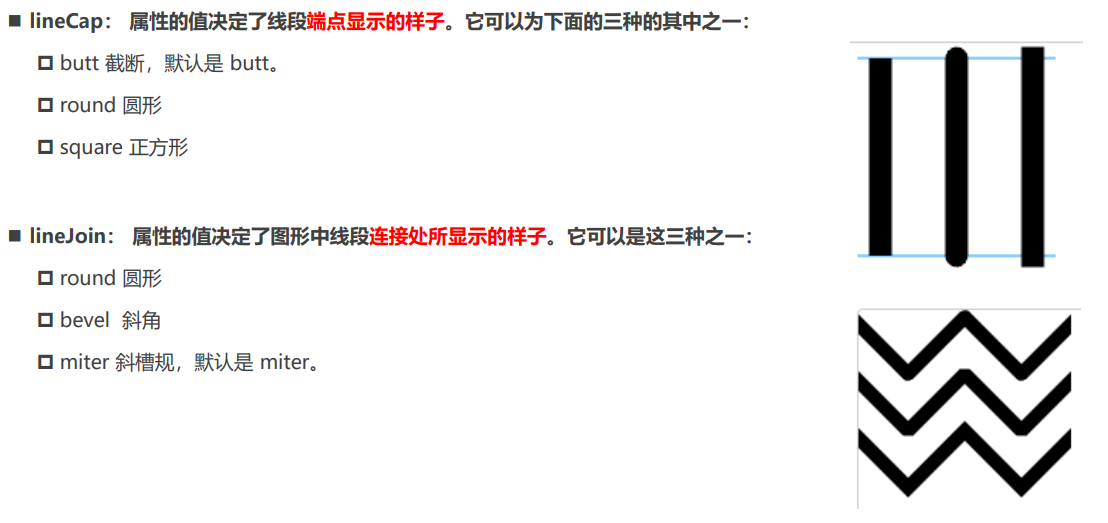 lineCap： 属性的值决定了线段端点显示的样子。它可以为下面的三种的其中之一：
butt 截断，默认是 butt。
round 圆形
square 正方形
lineJoin： 属性的值决定了图形中线段连接处所显示的样子。它可以是这三种之一：
round 圆形
bevel  斜角
miter 斜槽规，默认是 miter。